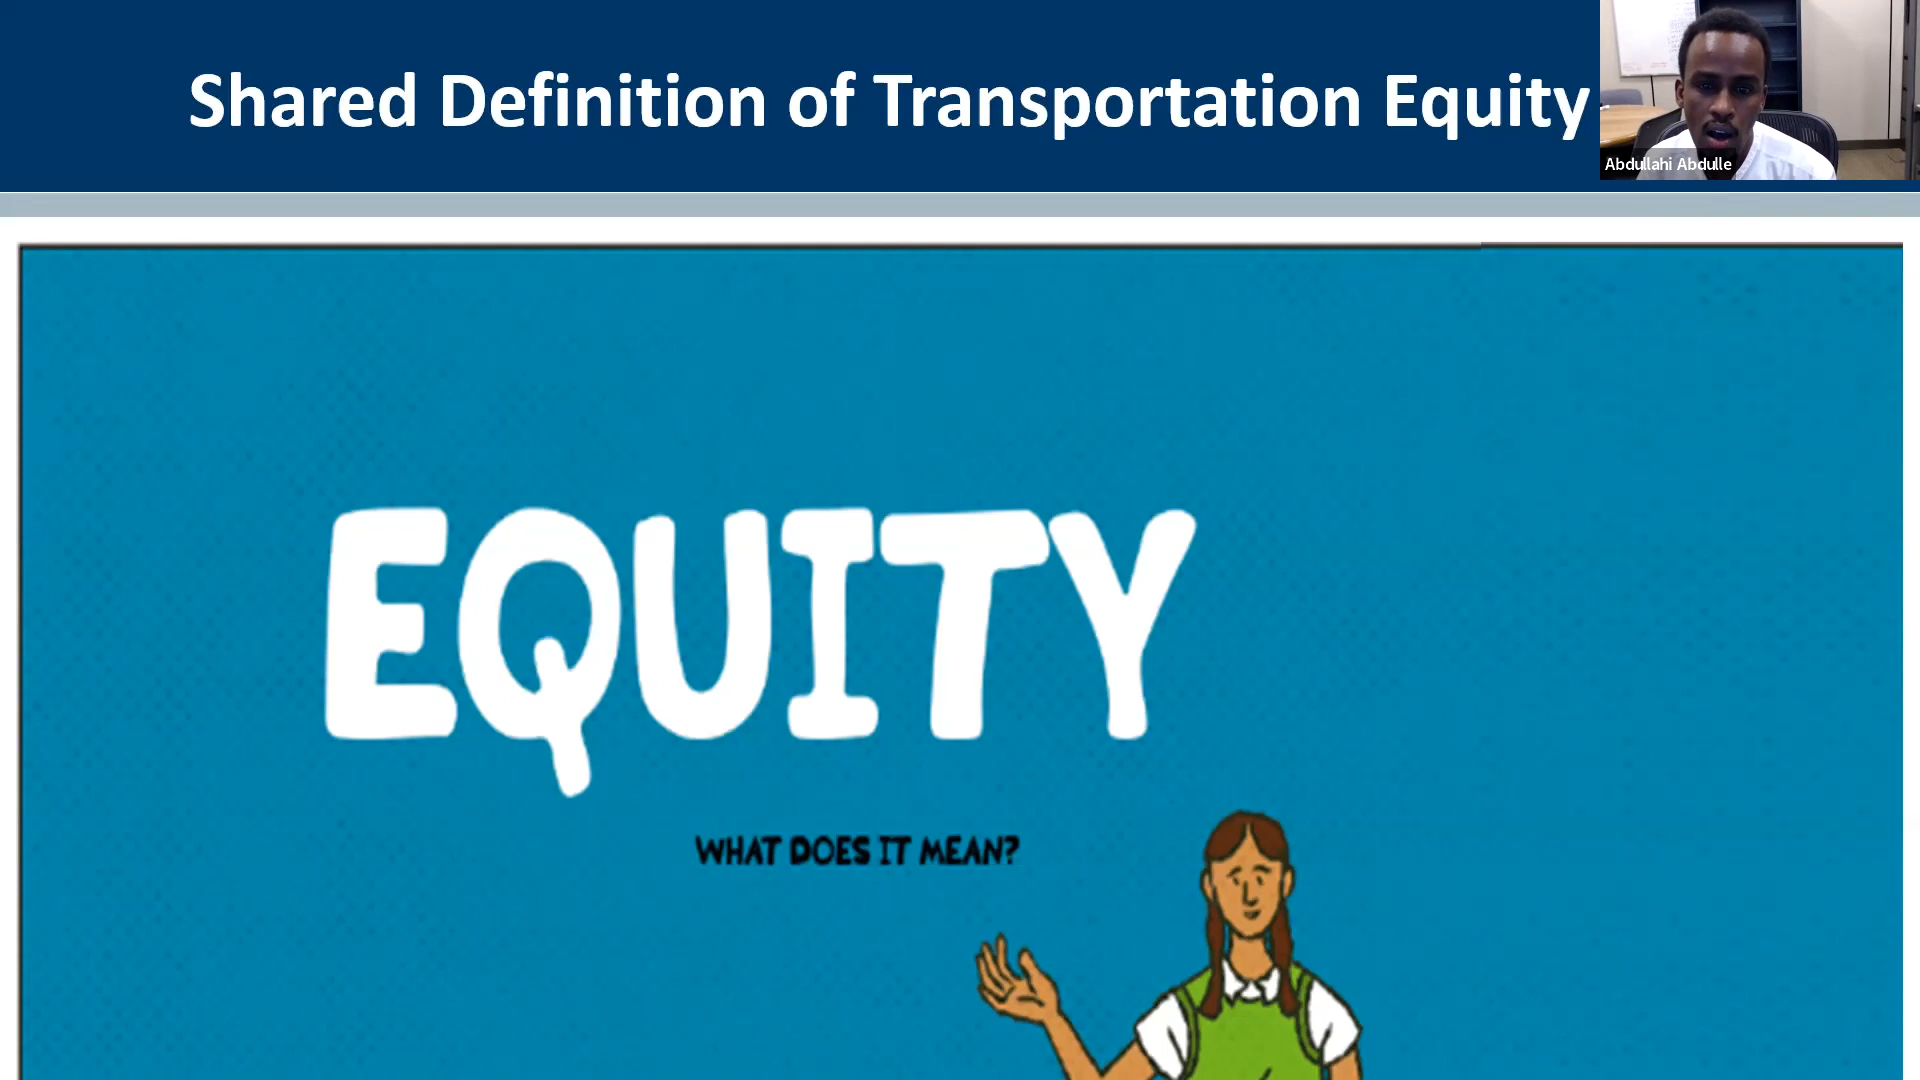 Shared Definition of Transportation Equity
Abdullahi Abdulle
EQUITY
WHAT DOES IT MEAN?